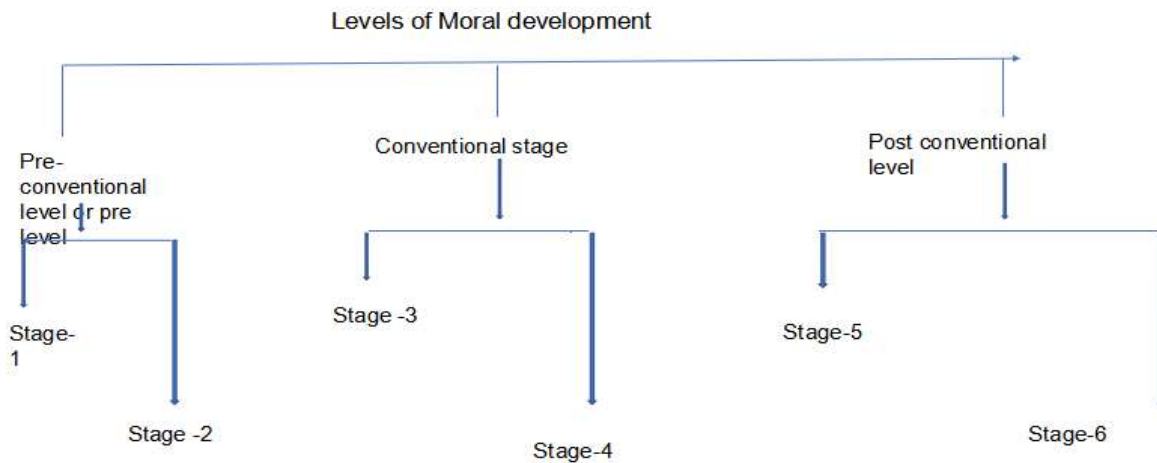 Levels of Moral development
Pre-
conventional
level or pre
level
Conventional stage
Post conventional
level
Stage-
1
Stage -2
Stage -3
Stage-4
Stage-5
Stage-6